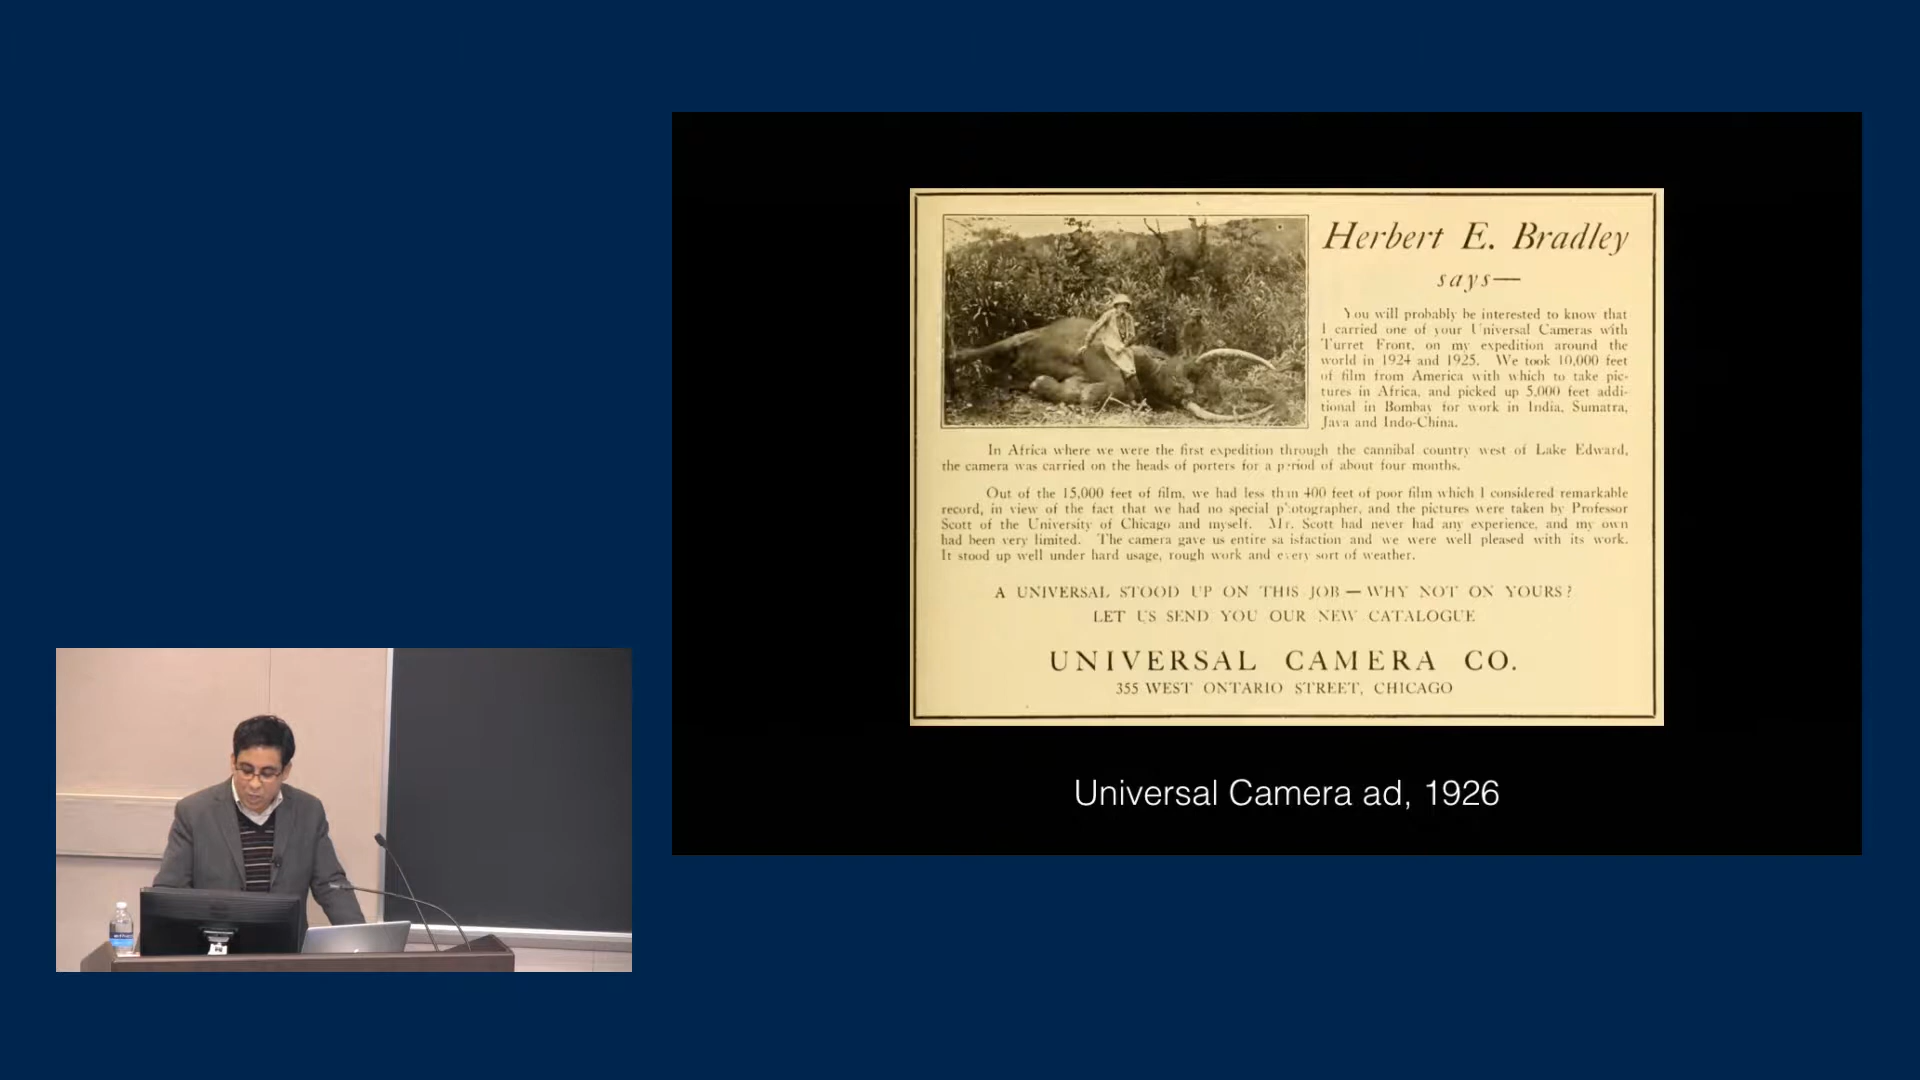 Herbert E. Bradley
says—
You will probably be interested to know that
I carried one of your Universal Cameras with
Turret Front, on my expedition around the
world in 1924 and 1925. We took 10,000 feet
of film from America with which to take pic-
tures in Africa, and picked up 5,000 feet addi-
tional in Bombay for work in India, Sumatra,
Java and Indo-China.
In Africa where we were the first expedition through the cannibal country west of Lake Edward,
the camera was carried on the heads of porters for a period of about four months.
Out of the 15,000 feet of film, we had less than 400 feet of poor film which I considered remarkable
record, in view of the fact that we had no special photographer, and the pictures were taken by Professor
Scott of the University of Chicago and myself. Mr. Scott had never had any experience, and my own
had been very limited. The camera gave us entire satisfaction and we were well pleased with its work.
It stood up well under hard usage, rough work and every sort of weather.
A UNIVERSAL STOOD UP ON THIS JOB — WHY NOT ON YOURS?
LET US SEND YOU OUR NEW CATALOGUE
UNIVERSAL CAMERA CO.
355 WEST ONTARIO STREET, CHICAGO
Universal Camera ad, 1926